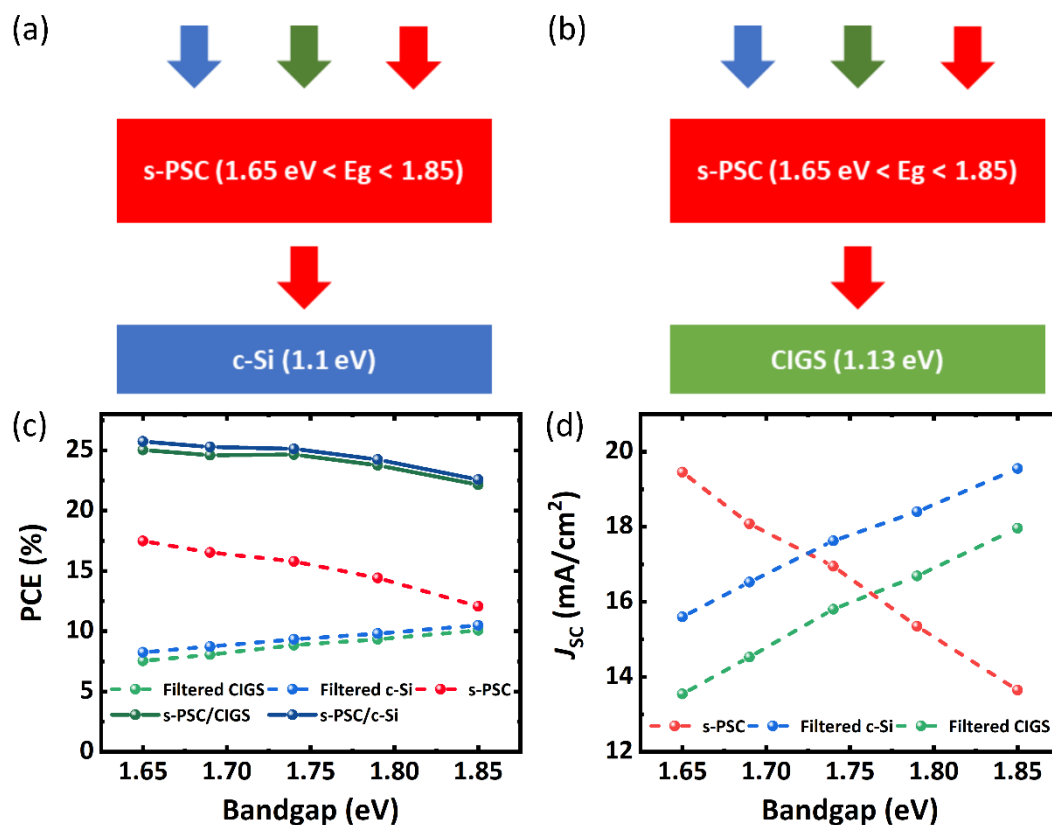 (a)
s-PSC (1.65 eV < Eg < 1.85)
c-Si (1.1 eV)
(b)
s-PSC (1.65 eV < Eg < 1.85)
CIGS (1.13 eV)
(c)
PCE (%)
25
20
15
10
5
0
Filtered CIGS Filtered c-Si s-PSC
s-PSC/CIGS s-PSC/c-Si
1.65 1.70 1.75 1.80 1.85
Bandgap (eV)
(d)
JSC (mA/cm²)
20
18
16
14
12
s-PSC Filtered c-Si Filtered CIGS
1.65 1.70 1.75 1.80 1.85
Bandgap (eV)